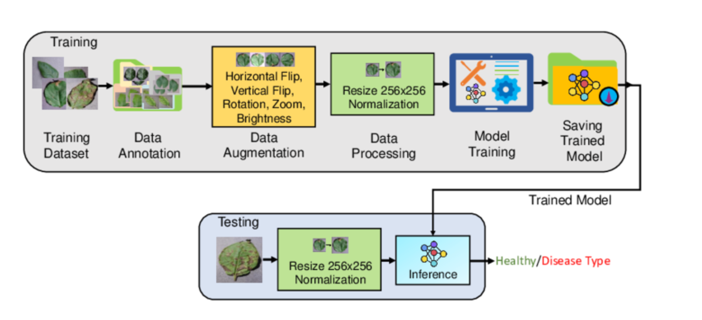 Training
Horizontal Flip,
Vertical Flip,
Rotation, Zoom,
Brightness
Resize 256x256
Normalization
Training
Dataset
Data
Annotation
Data
Augmentation
Data
Processing
Model
Training
Saving
Trained
Model
Trained Model
Testing
Resize 256x256
Normalization
Inference
Healthy/Disease Type